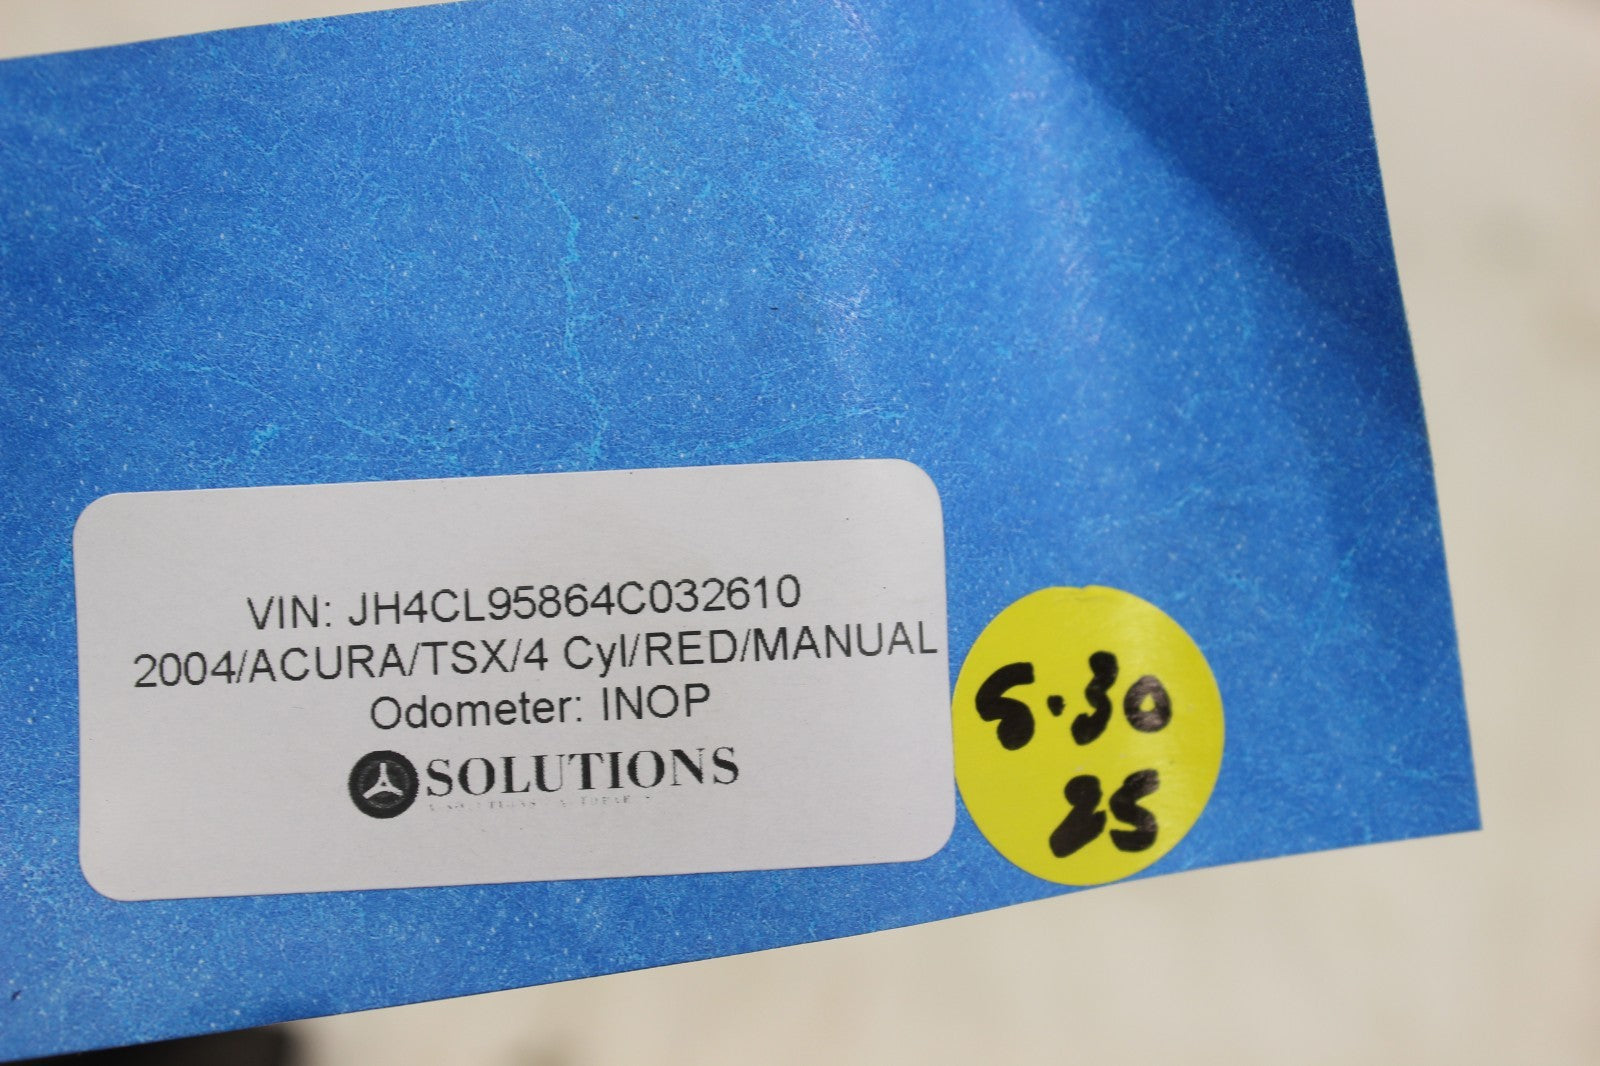 VIN: JH4CL95864C032610
2004/ACURA/TSX/4 Cyl/RED/MANUAL
Odometer: INOP
SOLUTIONS
5.30
25